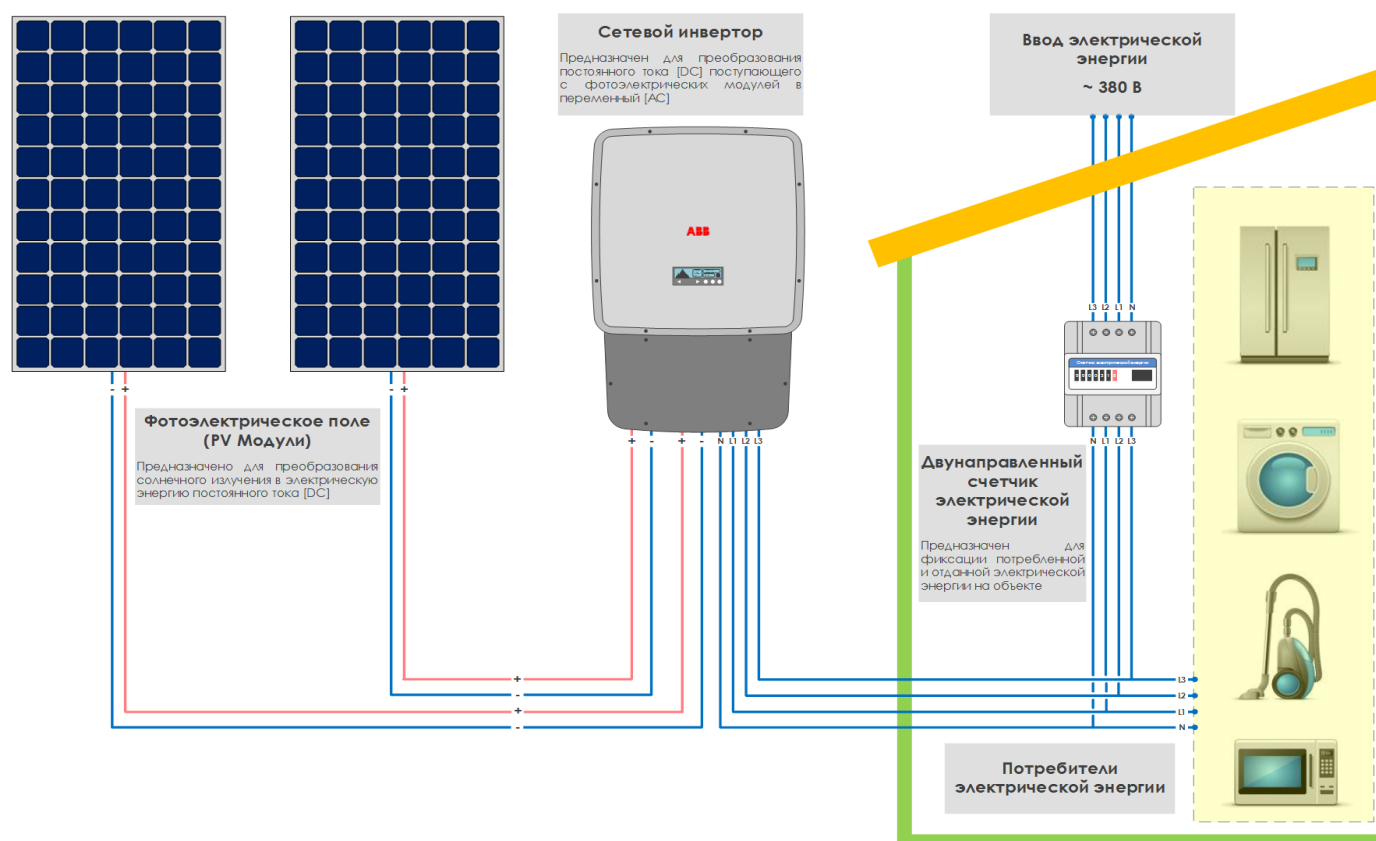 Сетевой инвертор
Предназначен для преобразования
постоянного тока [DC] поступающего
с фотоэлектрических модулей в
переменный [AC]
Ввод электрической
энергии
~ 380 В
ABB
L3 L2 L1 N
Счетчик электрической энергии
- +
- +
Фотоэлектрическое поле
(PV Модули)
Предназначено для преобразования
солнечного излучения в электрическую
энергию постоянного тока [DC]
+ - + - N L1 L2 L3
N L1 L2 L3
Двунаправленный
счетчик
электрической
энергии
Предназначен для
фиксации потребленной
и отданной электрической
энергии на объекте
+
-
+
-
L3
L2
L1
N
Потребители
электрической энергии